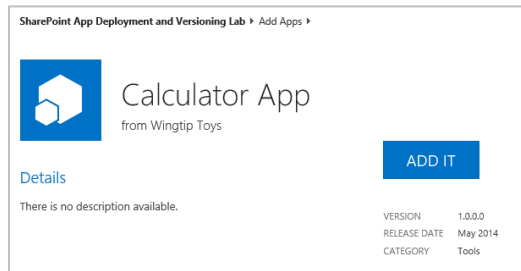 SharePoint App Deployment and Versioning Lab ▸ Add Apps ▸
Calculator App
from Wingtip Toys
ADD IT
Details
There is no description available.
VERSION 1.0.0.0
RELEASE DATE May 2014
CATEGORY Tools